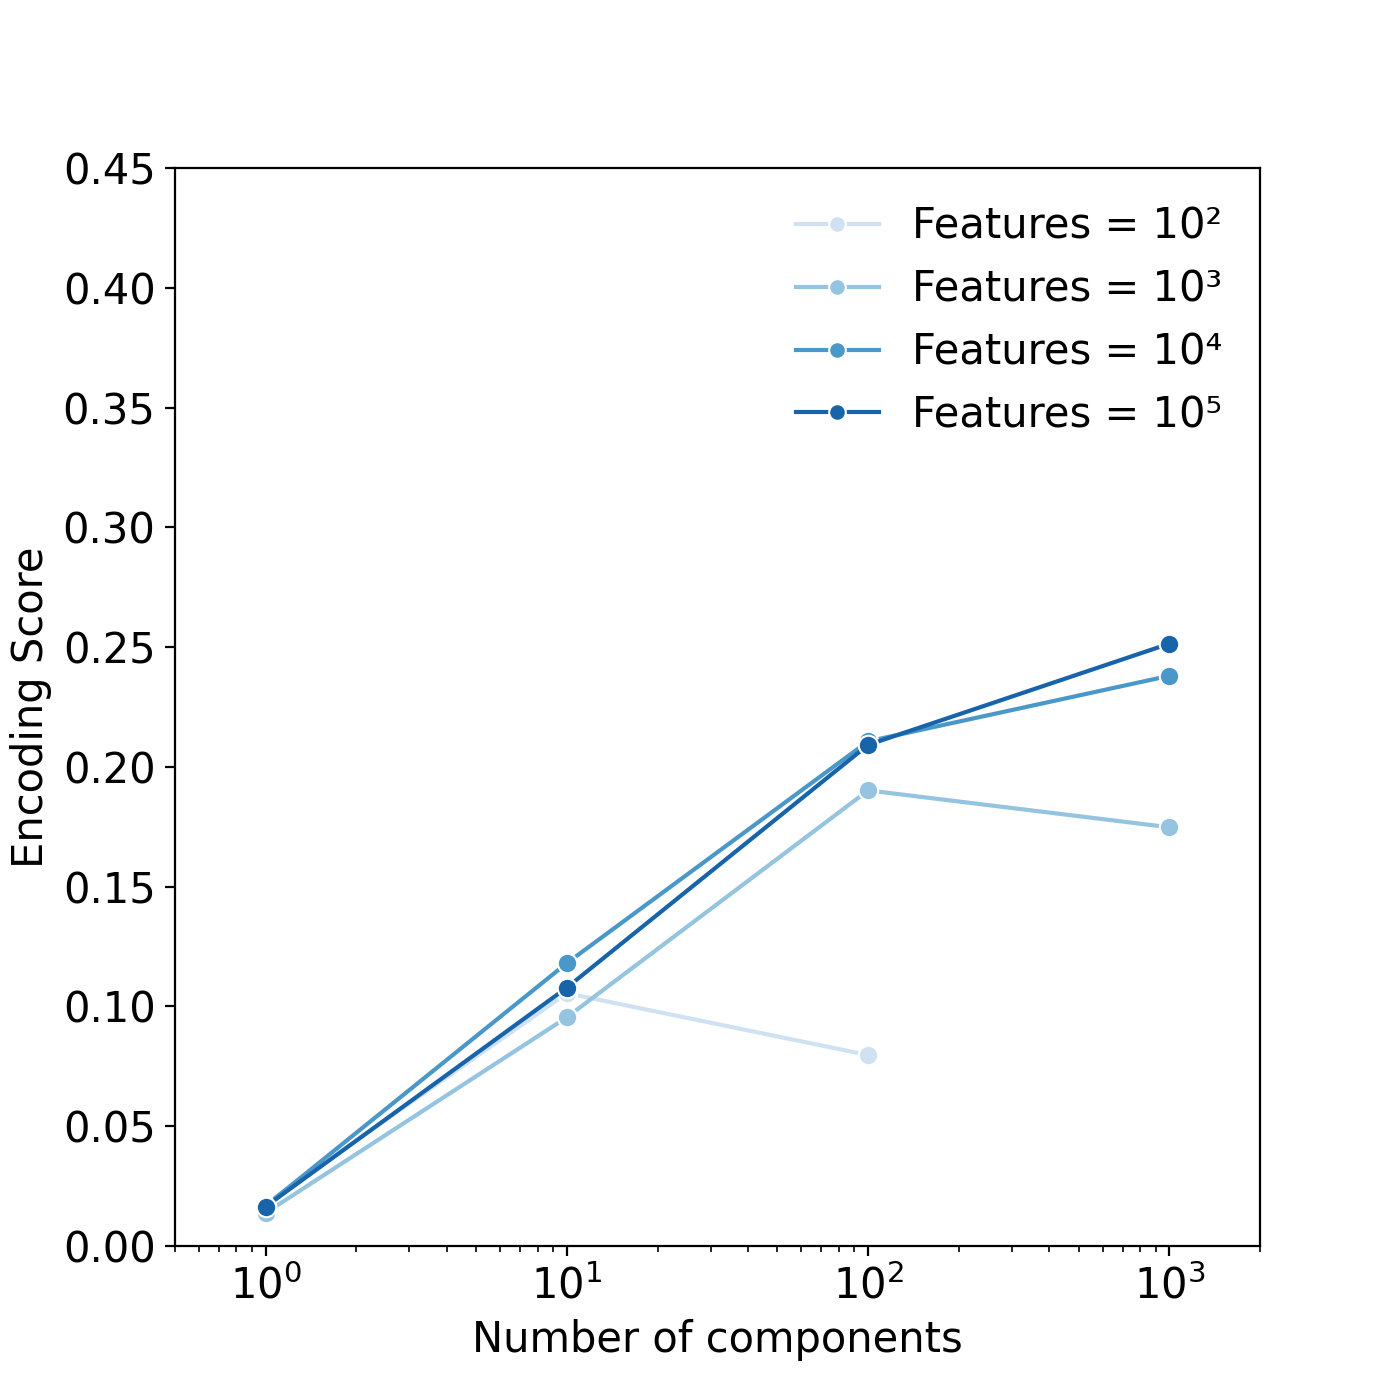 0.45
0.40
0.35
0.30
0.25
0.20
0.15
0.10
0.05
0.00
Encoding Score
Features = 10²
Features = 10³
Features = 10⁴
Features = 10⁵
10⁰ 10¹ 10² 10³
Number of components